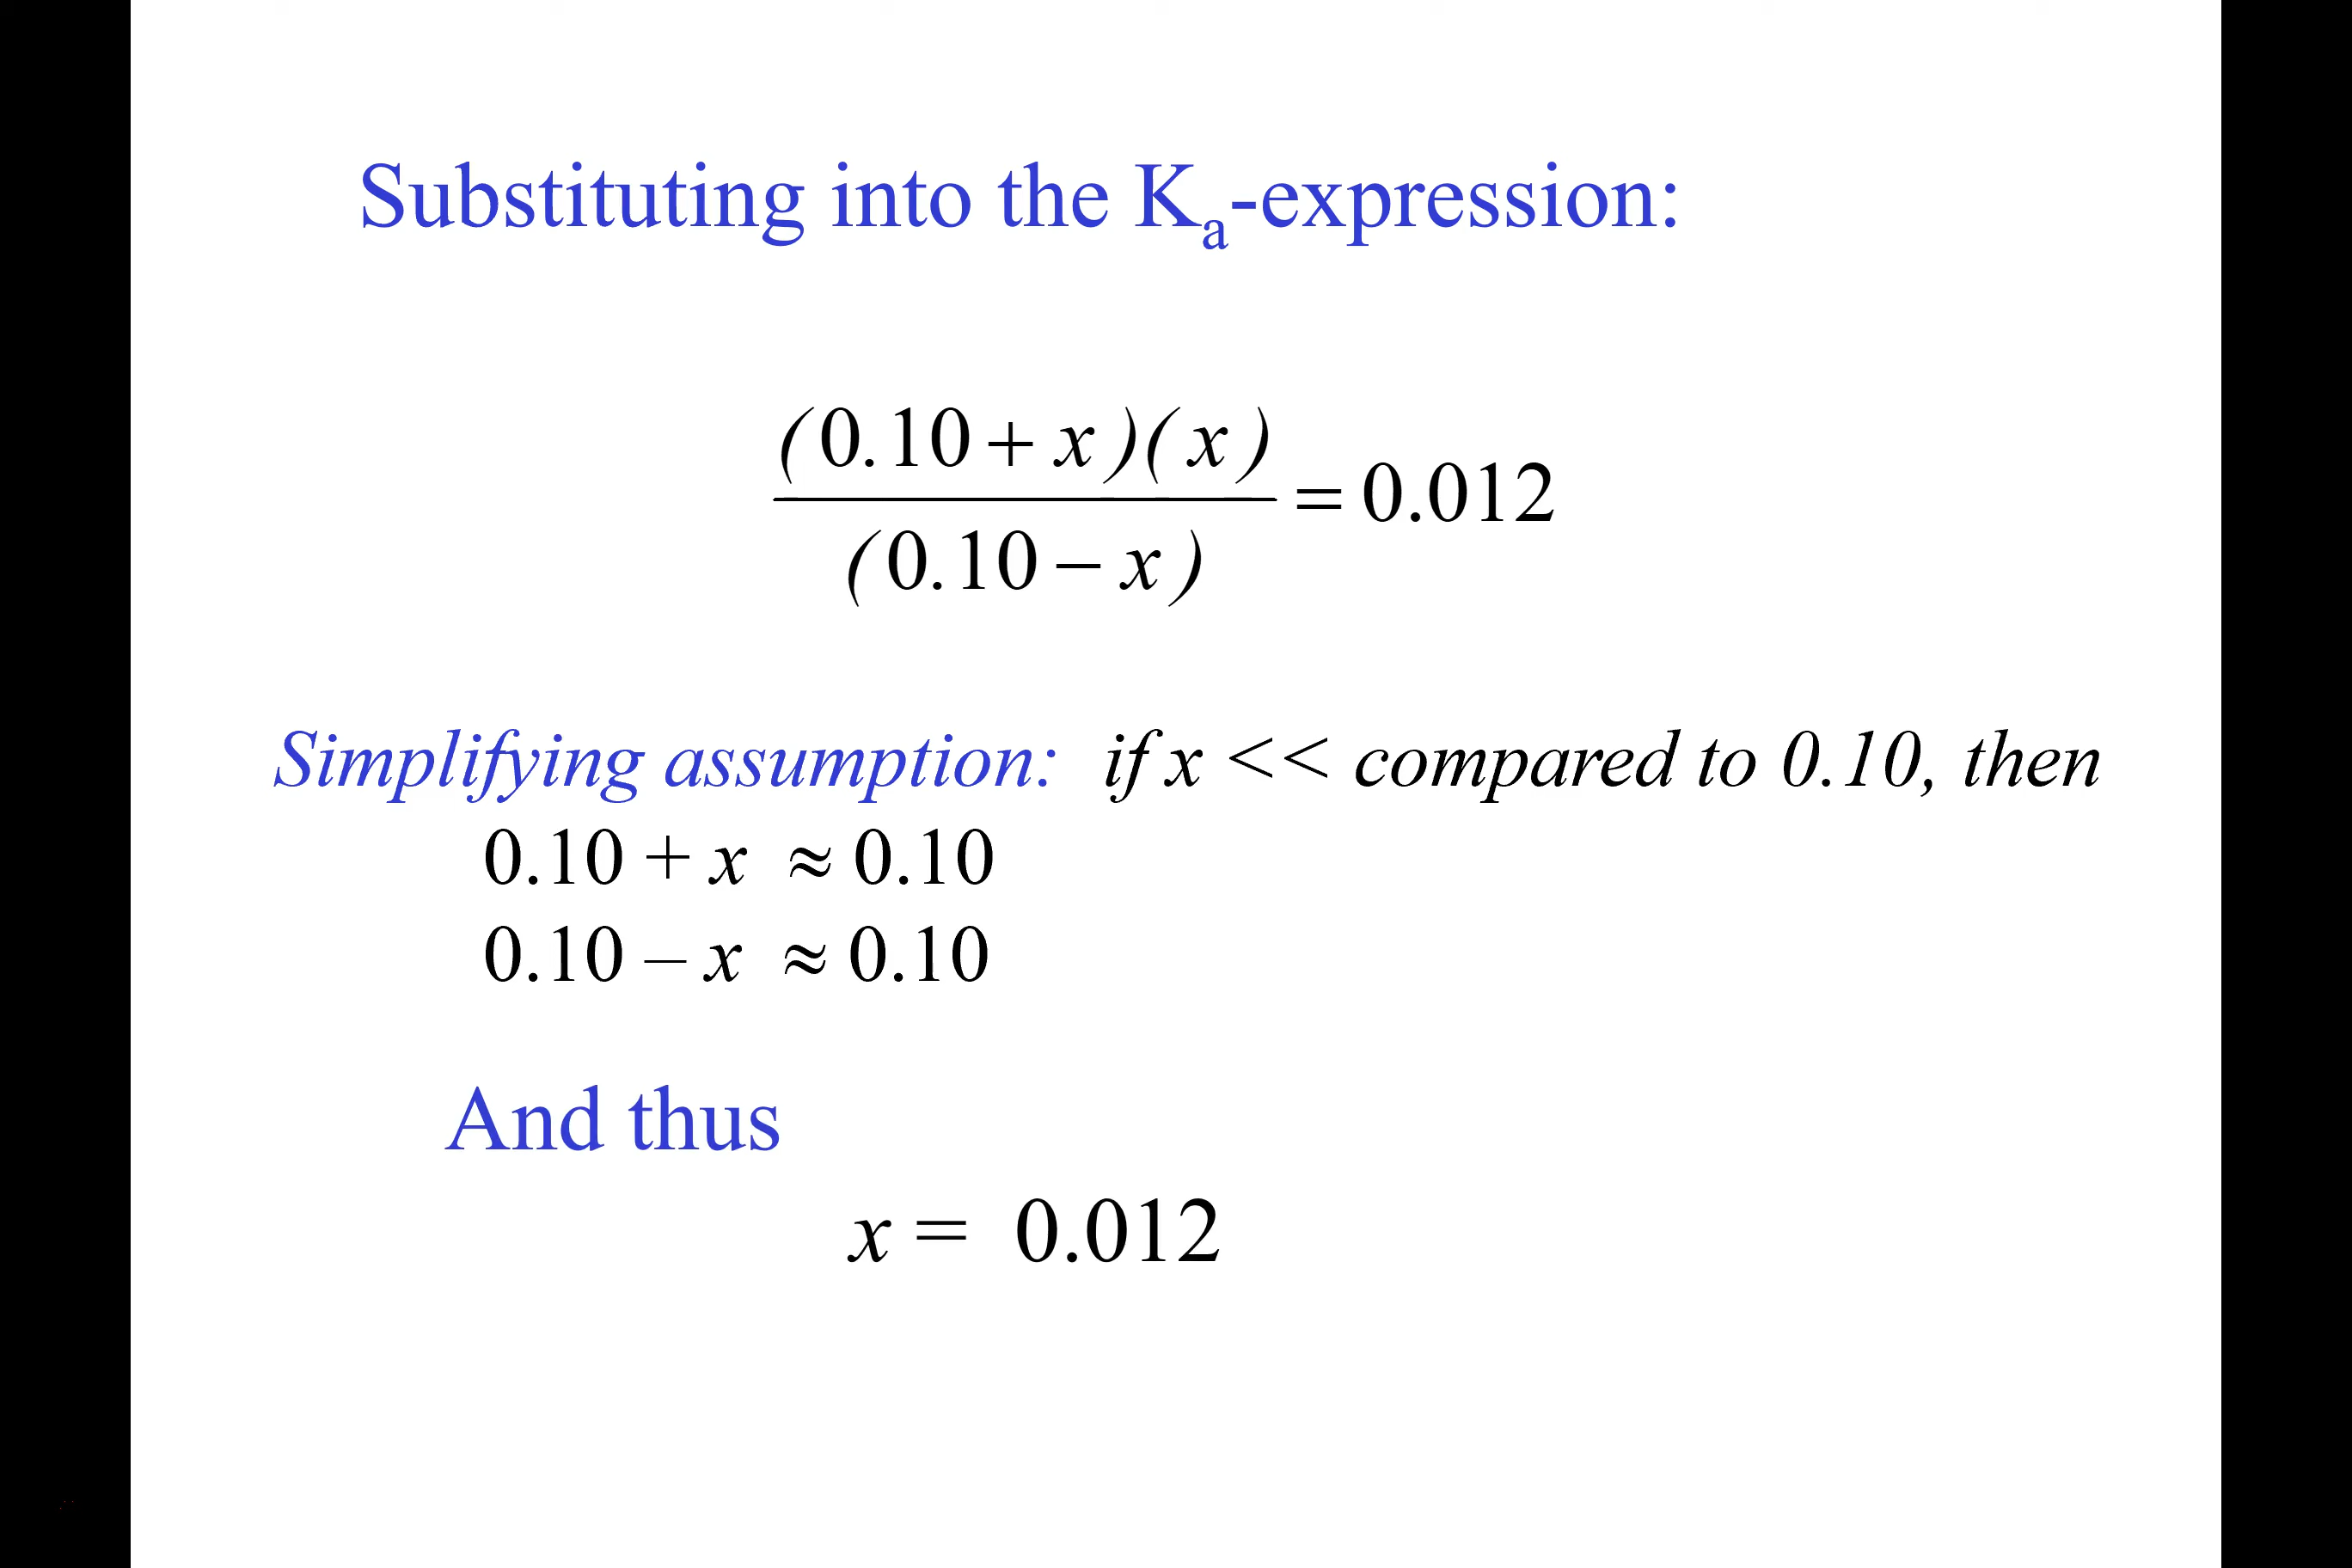 Substituting into the Kₐ-expression:
(0.10 + x)(x)
(0.10 − x)
= 0.012
Simplifying assumption: if x << compared to 0.10, then
0.10 + x ≈ 0.10
0.10 – x ≈ 0.10
And thus
x = 0.012